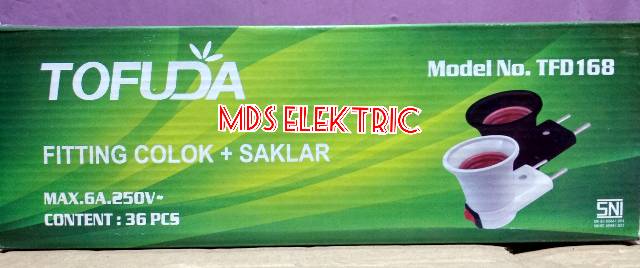 TOFUDA
Model No. TFD168
MDS ELEKTRIC
FITTING COLOK + SAKLAR
MAX.6A.250V~
CONTENT : 36 PCS
SNI